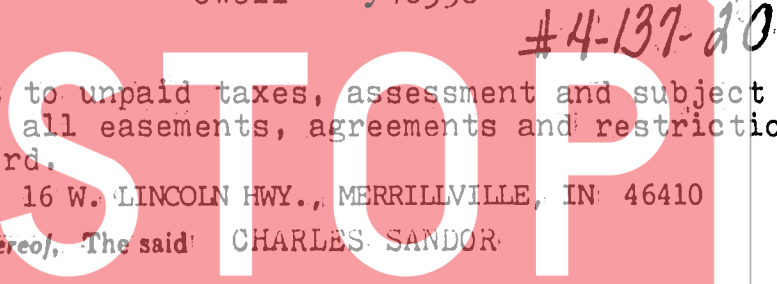 #4-137-20
to unpaid taxes, assessment and subject
all easements, agreements and restrictio
rd.
16 W. LINCOLN HWY., MERRILLVILLE, IN 46410
ereof, The said CHARLES SANDOR
STOP